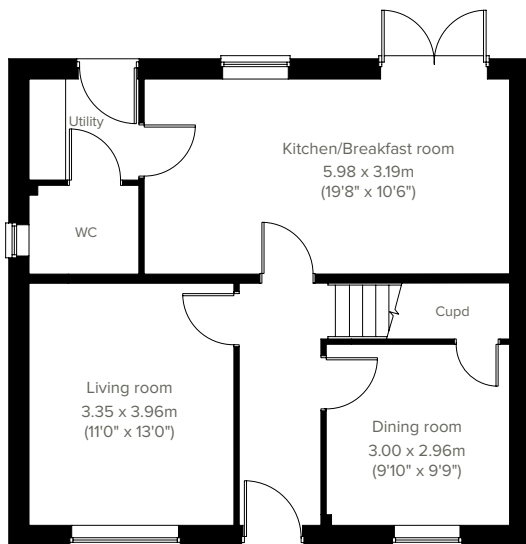 Utility
Kitchen/Breakfast room
5.98 x 3.19m
(19'8" x 10'6")
WC
Cupd
Living room
3.35 x 3.96m
(11'0" x 13'0")
Dining room
3.00 x 2.96m
(9'10" x 9'9")